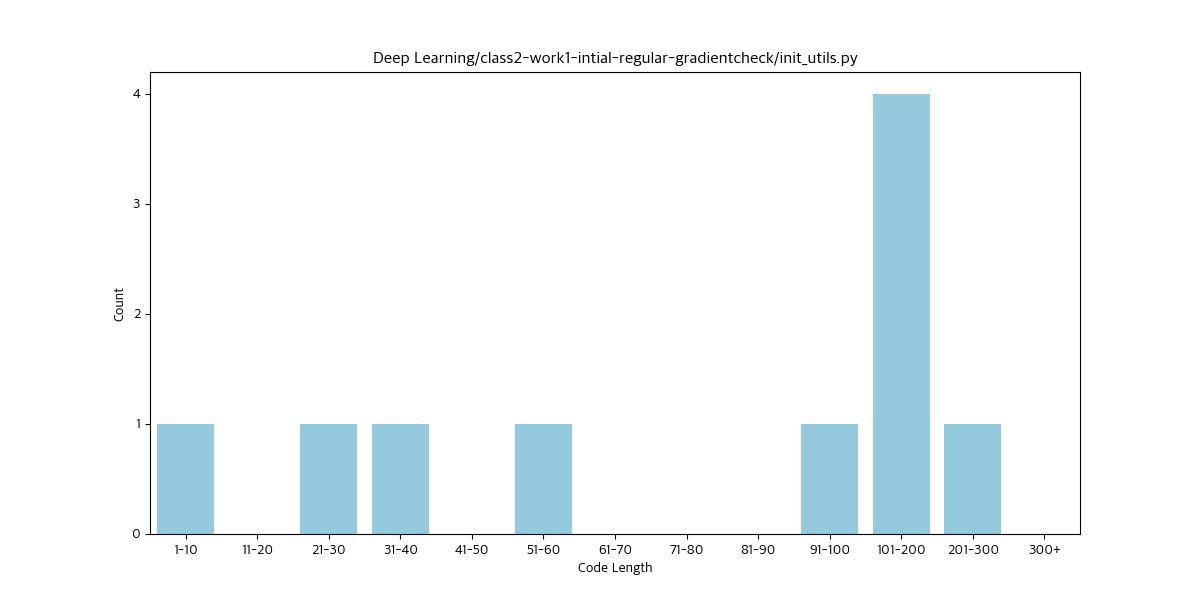 Deep Learning/class2-work1-intial-regular-gradientcheck/init_utils.py
Count
4
3
2
1
0
1-10 11-20 21-30 31-40 41-50 51-60 61-70 71-80 81-90 91-100 101-200 201-300 300+
Code Length